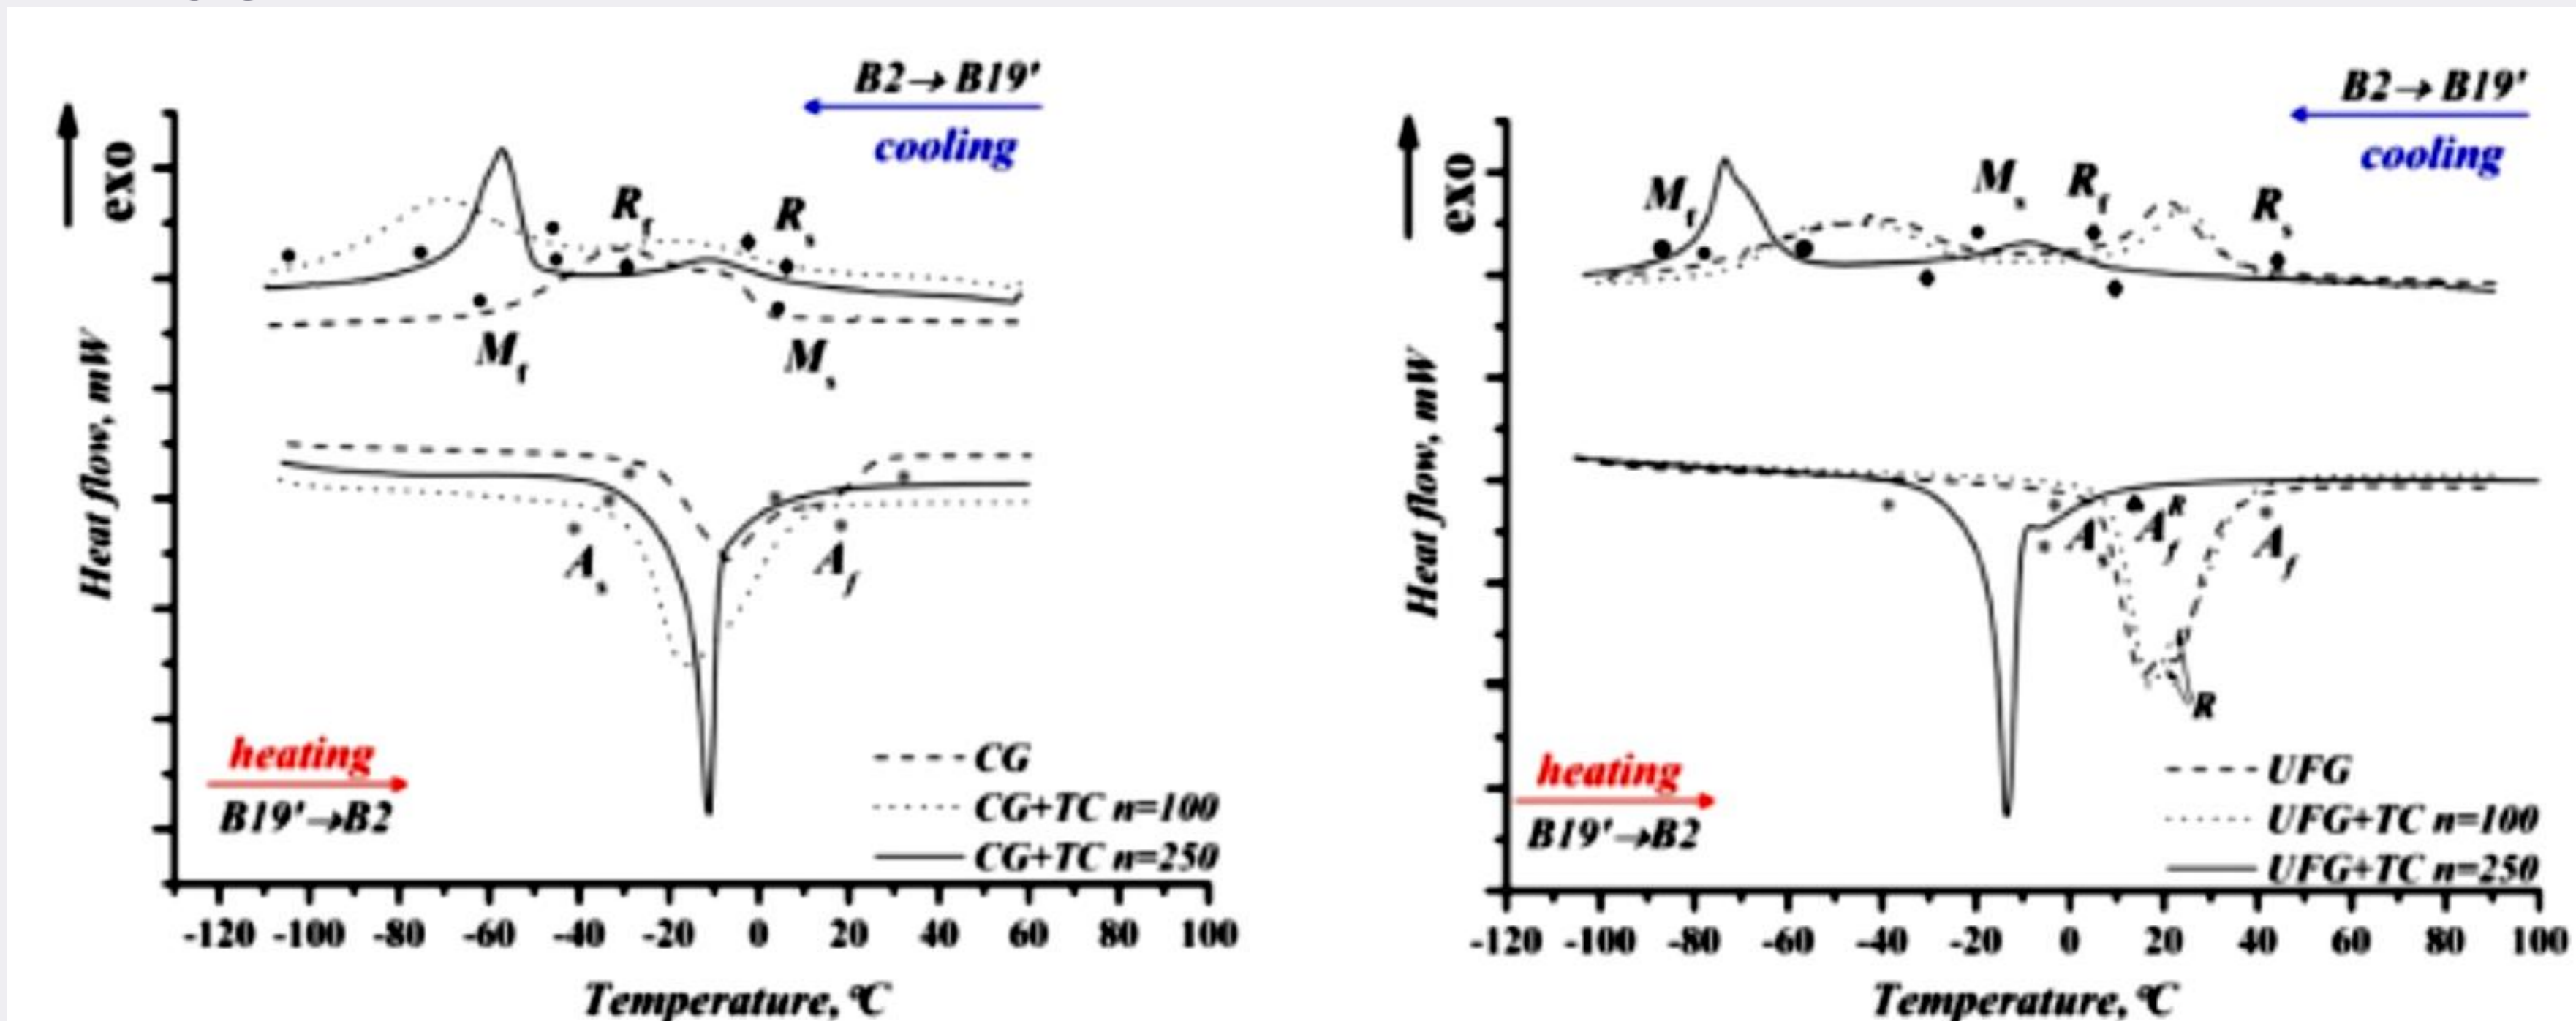 B2→ B19'
cooling
exo
Heat flow, mW
R_f
R_s
M_f
M_s
A_s
A_f
heating
B19'→B2
CG
CG+TC n=100
CG+TC n=250
-120 -100 -80 -60 -40 -20 0 20 40 60 80 100
Temperature, °C
B2→ B19'
cooling
exo
Heat flow, mW
M_f
M_s
R_f
R_s
A_s
A_f^R
A_f
R
heating
B19'→B2
UFG
UFG+TC n=100
UFG+TC n=250
-120 -100 -80 -60 -40 -20 0 20 40 60 80 100
Temperature, °C